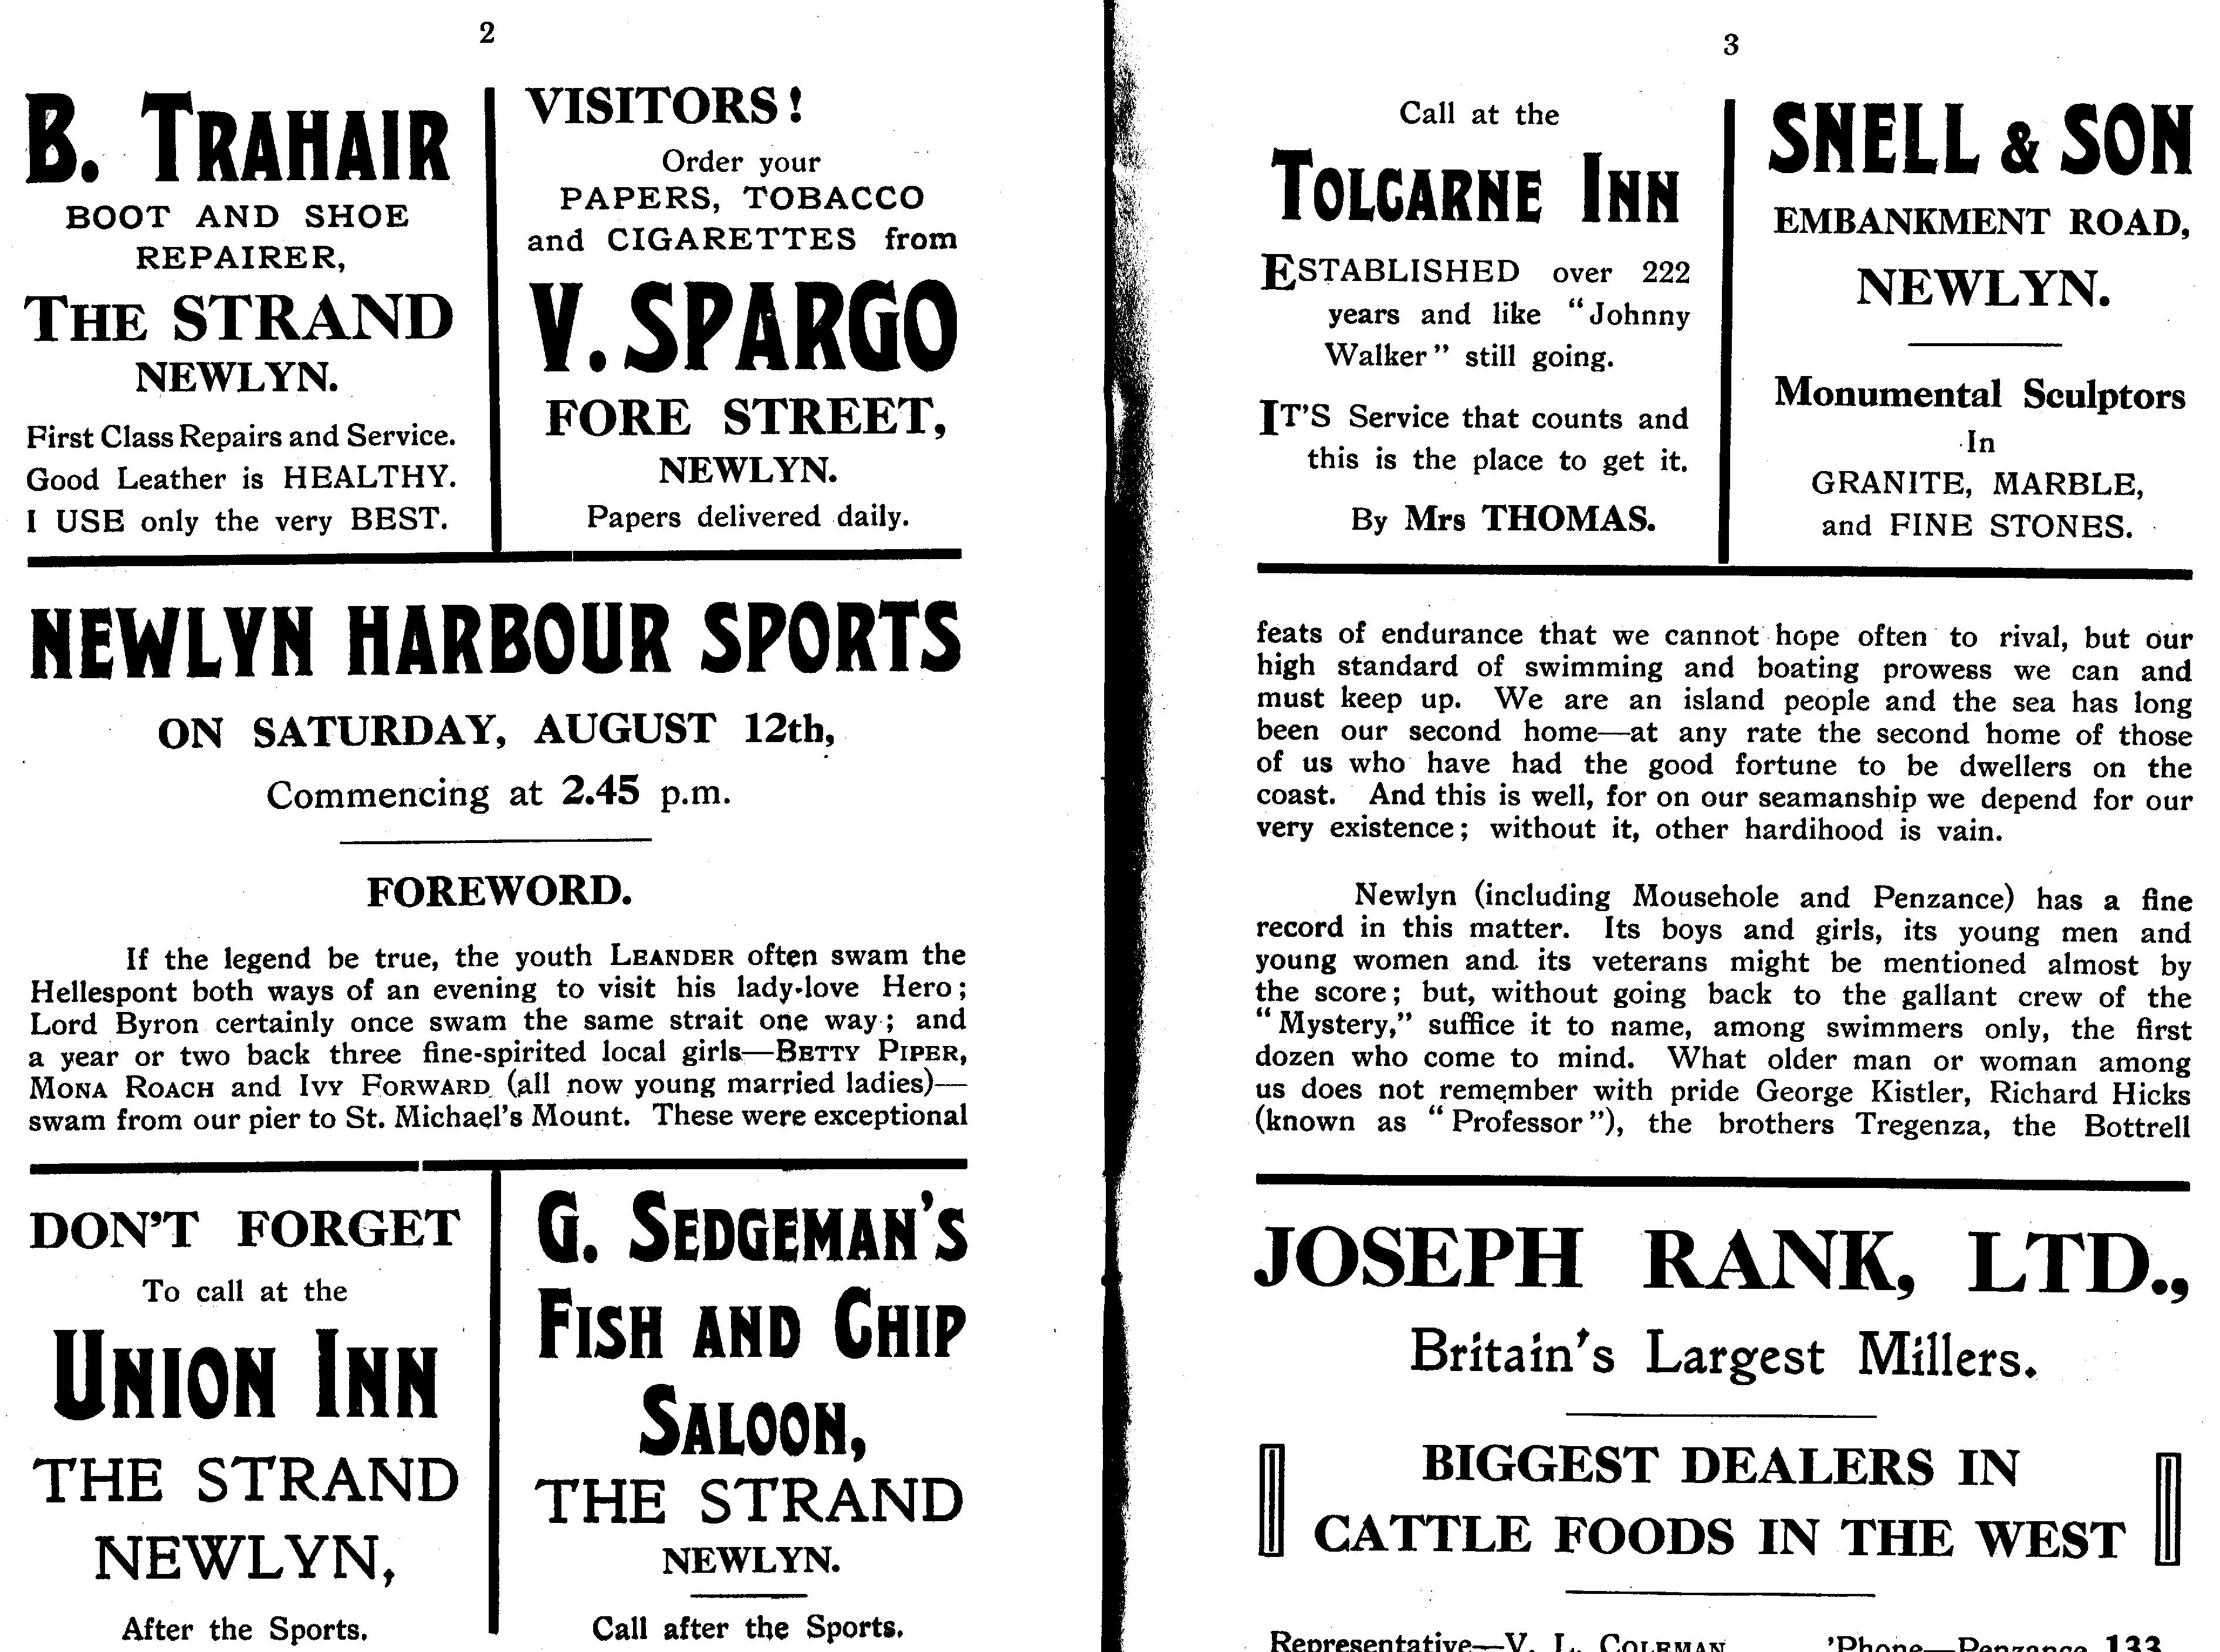 2
B. TRAHAIR
BOOT AND SHOE
REPAIRER,
THE STRAND
NEWLYN.
First Class Repairs and Service.
Good Leather is HEALTHY.
I USE only the very BEST.
VISITORS!
Order your
PAPERS, TOBACCO
and CIGARETTES from
V. SPARGO
FORE STREET,
NEWLYN.
Papers delivered daily.
NEWLYN HARBOUR SPORTS
ON SATURDAY, AUGUST 12th,
Commencing at 2.45 p.m.
FOREWORD.
If the legend be true, the youth LEANDER often swam the
Hellespont both ways of an evening to visit his lady-love Hero;
Lord Byron certainly once swam the same strait one way; and
a year or two back three fine-spirited local girls—BETTY PIPER,
MONA ROACH and IVY FORWARD (all now young married ladies)—
swam from our pier to St. Michael's Mount. These were exceptional
DON'T FORGET
To call at the
UNION INN
THE STRAND
NEWLYN,
After the Sports.
G. SEDGEMAN'S
FISH AND CHIP
SALOON,
THE STRAND
NEWLYN.
Call after the Sports.
3
Call at the
TOLCARNE INN
ESTABLISHED over 222
years and like "Johnny
Walker" still going.
IT'S Service that counts and
this is the place to get it.
By Mrs THOMAS.
SNELL & SON
EMBANKMENT ROAD,
NEWLYN.
Monumental Sculptors
In
GRANITE, MARBLE,
and FINE STONES.
feats of endurance that we cannot hope often to rival, but our
high standard of swimming and boating prowess we can and
must keep up. We are an island people and the sea has long
been our second home—at any rate the second home of those
of us who have had the good fortune to be dwellers on the
coast. And this is well, for on our seamanship we depend for our
very existence; without it, other hardihood is vain.
Newlyn (including Mousehole and Penzance) has a fine
record in this matter. Its boys and girls, its young men and
young women and its veterans might be mentioned almost by
the score; but, without going back to the gallant crew of the
"Mystery," suffice it to name, among swimmers only, the first
dozen who come to mind. What older man or woman among
us does not remember with pride George Kistler, Richard Hicks
(known as "Professor"), the brothers Tregenza, the Bottrell
JOSEPH RANK, LTD.,
Britain's Largest Millers.
BIGGEST DEALERS IN
CATTLE FOODS IN THE WEST
Representative—V. L. COLEMAN 'Phone—Penzance 133